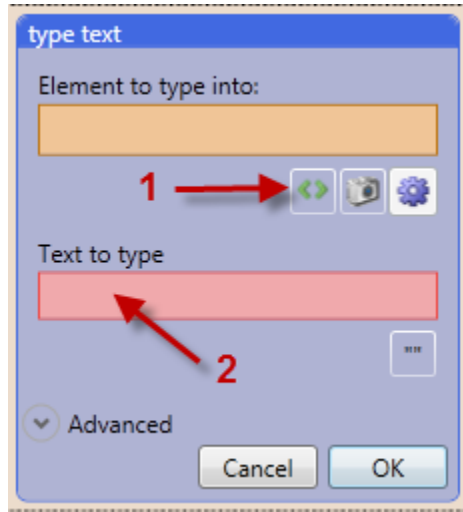 type text
Element to type into:
1
<>
Text to type
2
""
Advanced
Cancel OK